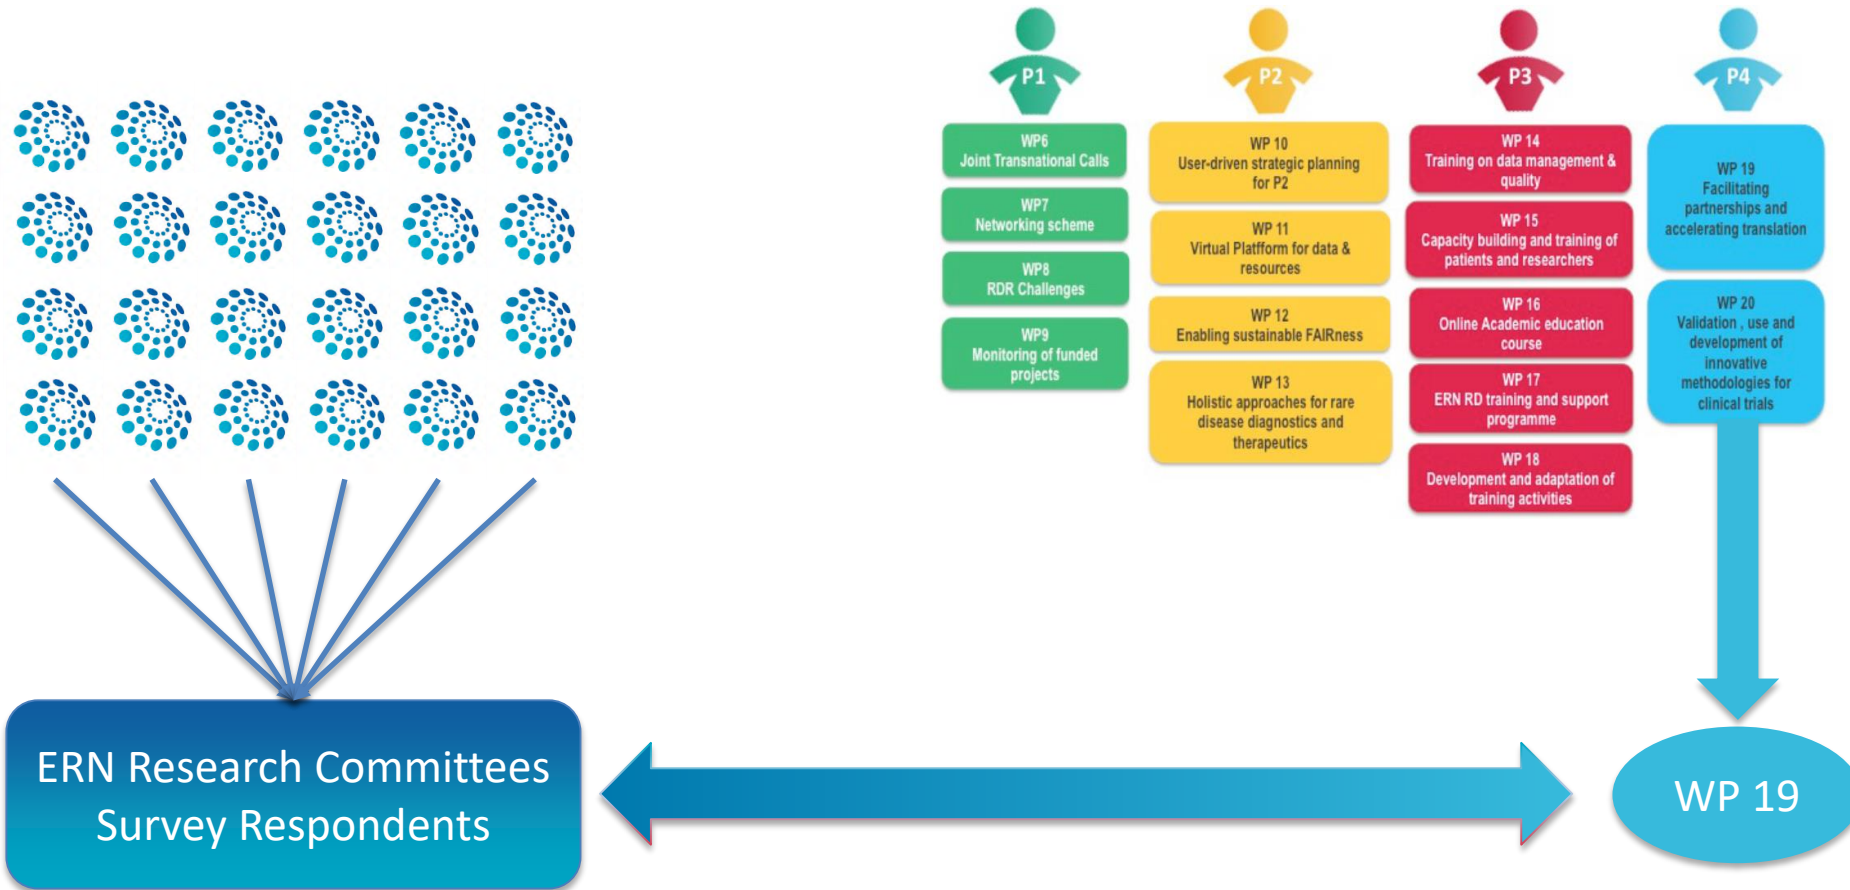 P1
WP6
Joint Transnational Calls
WP7
Networking scheme
WP8
RDR Challenges
WP9
Monitoring of funded
projects
P2
WP 10
User-driven strategic planning
for P2
WP 11
Virtual Platfform for data &
resources
WP 12
Enabling sustainable FAIRness
WP 13
Holistic approaches for rare
disease diagnostics and
therapeutics
P3
WP 14
Training on data management &
quality
WP 15
Capacity building and training of
patients and researchers
WP 16
Online Academic education
course
WP 17
ERN RD training and support
programme
WP 18
Development and adaptation of
training activities
P4
WP 19
Facilitating
partnerships and
accelerating translation
WP 20
Validation , use and
development of
innovative
methodologies for
clinical trials
ERN Research Committees
Survey Respondents
WP 19